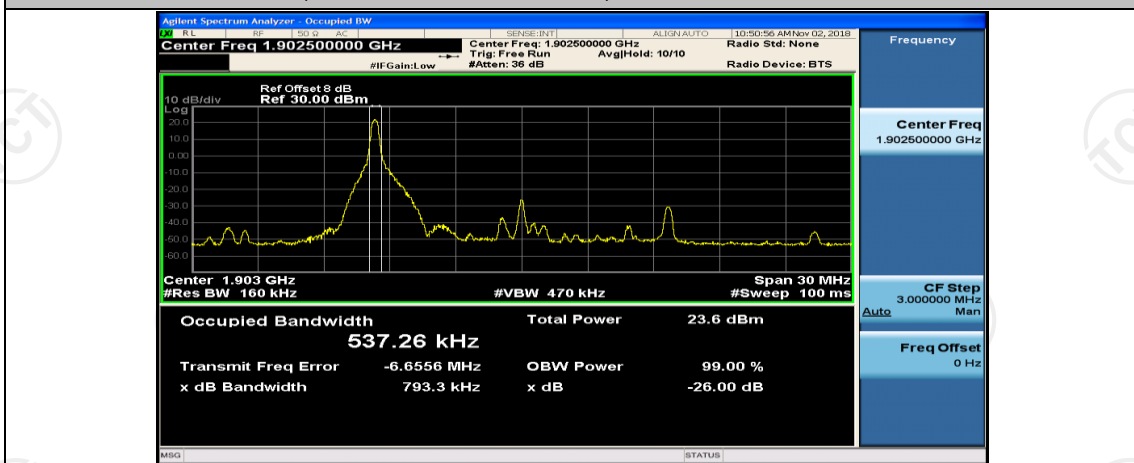 Agilent Spectrum Analyzer - Occupied BW
LXI RL RF 50 Ω AC SENSE:INT ALIGN AUTO 10:50:56 AM Nov 02, 2018
Center Freq 1.902500000 GHz Center Freq: 1.902500000 GHz Radio Std: None Frequency
Trig: Free Run Avg|Hold: 10/10
#IFGain:Low #Atten: 36 dB Radio Device: BTS
Ref Offset 8 dB
10 dB/div Ref 30.00 dBm
Log
20.0
10.0
0.00
-10.0
-20.0
-30.0
-40.0
-50.0
-60.0
Center Freq
1.902500000 GHz
Center 1.903 GHz Span 30 MHz
#Res BW 160 kHz #VBW 470 kHz #Sweep 100 ms
CF Step
3.000000 MHz
Auto Man
Occupied Bandwidth Total Power 23.6 dBm
537.26 kHz
Transmit Freq Error -6.6556 MHz OBW Power 99.00 %
x dB Bandwidth 793.3 kHz x dB -26.00 dB
Freq Offset
0 Hz
MSG STATUS